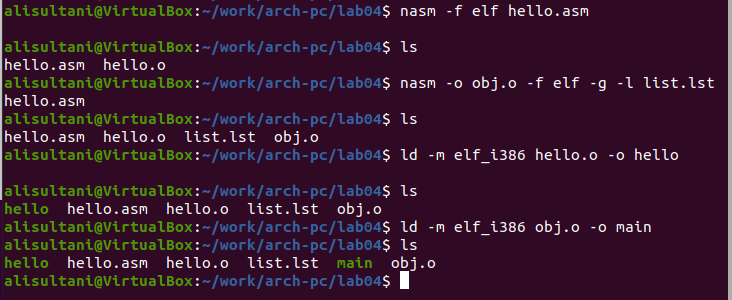 alisultani@VirtualBox:~/work/arch-pc/lab04$ nasm -f elf hello.asm
alisultani@VirtualBox:~/work/arch-pc/lab04$ ls
hello.asm  hello.o
alisultani@VirtualBox:~/work/arch-pc/lab04$ nasm -o obj.o -f elf -g -l list.lst
hello.asm
alisultani@VirtualBox:~/work/arch-pc/lab04$ ls
hello.asm  hello.o  list.lst  obj.o
alisultani@VirtualBox:~/work/arch-pc/lab04$ ld -m elf_i386 hello.o -o hello
alisultani@VirtualBox:~/work/arch-pc/lab04$ ls
hello  hello.asm  hello.o  list.lst  obj.o
alisultani@VirtualBox:~/work/arch-pc/lab04$ ld -m elf_i386 obj.o -o main
alisultani@VirtualBox:~/work/arch-pc/lab04$ ls
hello  hello.asm  hello.o  list.lst  main  obj.o
alisultani@VirtualBox:~/work/arch-pc/lab04$